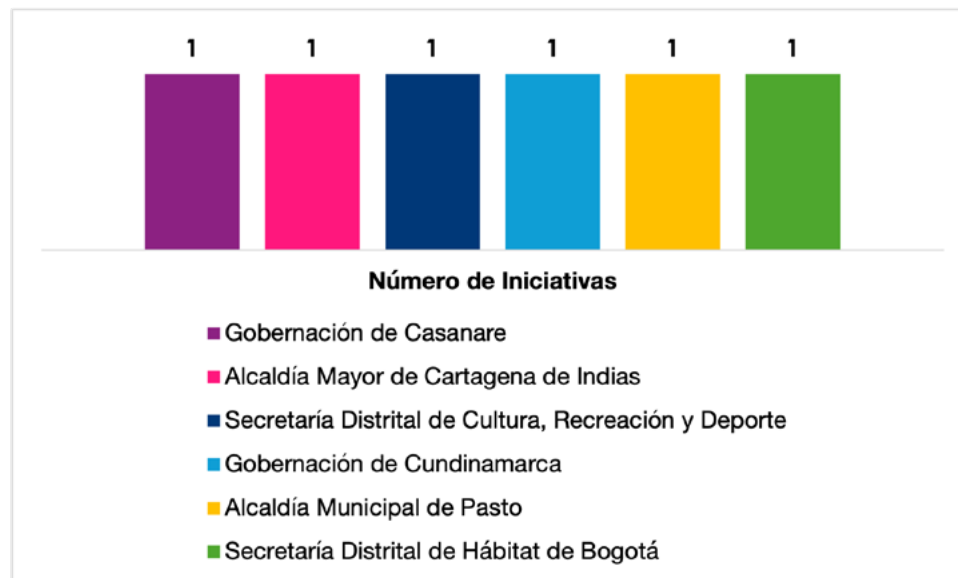 1 1 1 1 1 1
Número de Iniciativas
Gobernación de Casanare
Alcaldía Mayor de Cartagena de Indias
Secretaría Distrital de Cultura, Recreación y Deporte
Gobernación de Cundinamarca
Alcaldía Municipal de Pasto
Secretaría Distrital de Hábitat de Bogotá